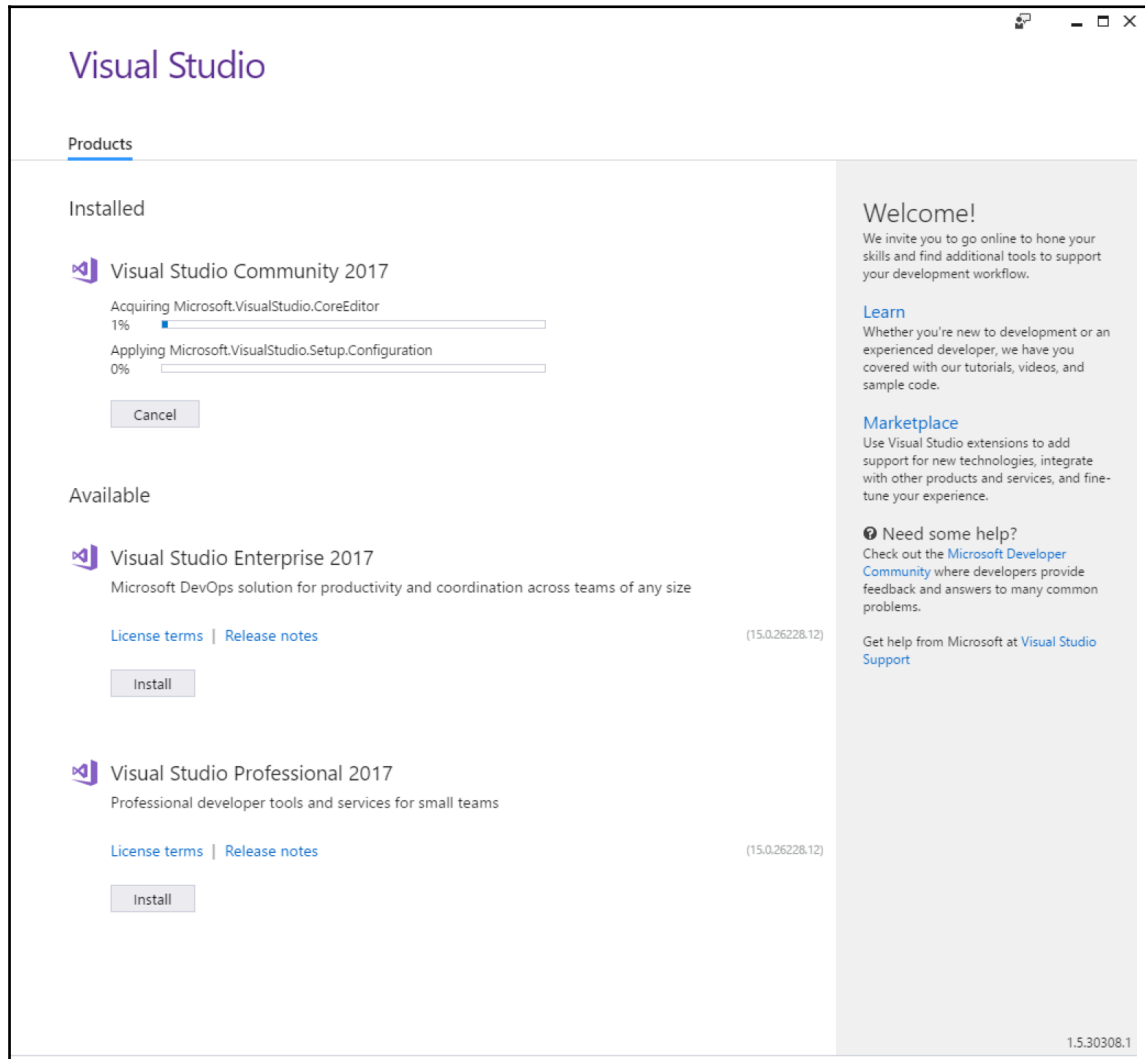 Visual Studio
Products
Installed
Visual Studio Community 2017
Acquiring Microsoft.VisualStudio.CoreEditor
1%
Applying Microsoft.VisualStudio.Setup.Configuration
0%
Cancel
Available
Visual Studio Enterprise 2017
Microsoft DevOps solution for productivity and coordination across teams of any size
License terms | Release notes
(15.0.26228.12)
Install
Visual Studio Professional 2017
Professional developer tools and services for small teams
License terms | Release notes
(15.0.26228.12)
Install
Welcome!
We invite you to go online to hone your
skills and find additional tools to support
your development workflow.
Learn
Whether you're new to development or an
experienced developer, we have you
covered with our tutorials, videos, and
sample code.
Marketplace
Use Visual Studio extensions to add
support for new technologies, integrate
with other products and services, and fine-
tune your experience.
Need some help?
Check out the Microsoft Developer
Community where developers provide
feedback and answers to many common
problems.
Get help from Microsoft at Visual Studio
Support
1.5.30308.1